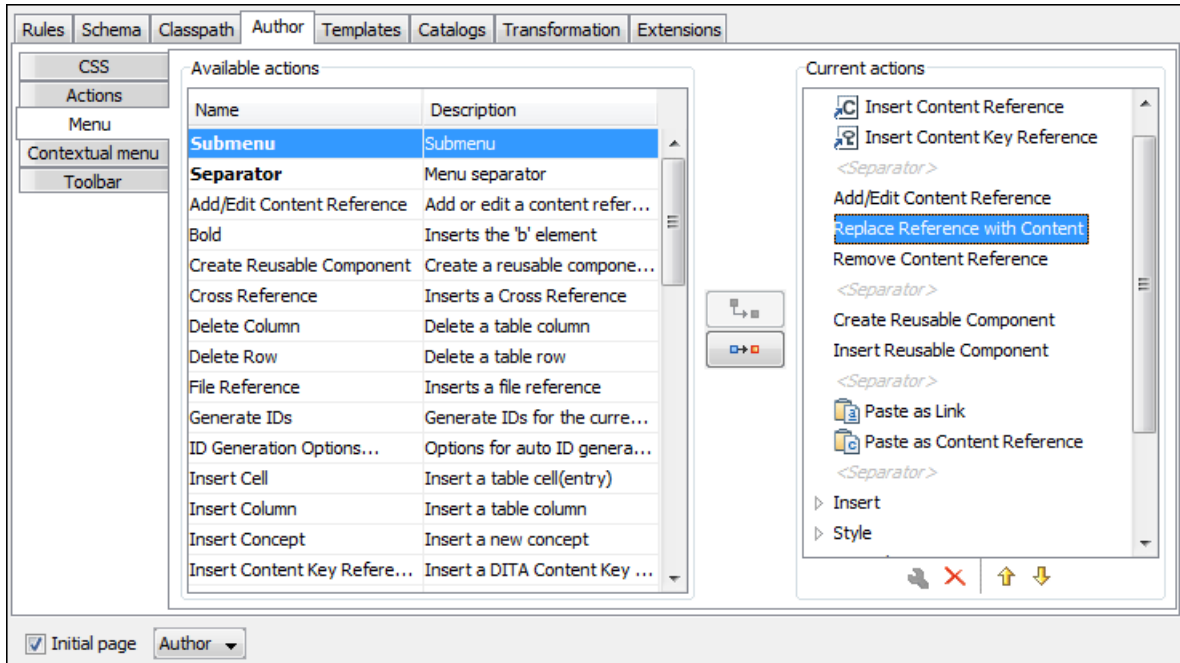 Rules Schema Classpath Author Templates Catalogs Transformation Extensions
CSS
Actions
Menu
Contextual menu
Toolbar
Available actions
Name Description
Submenu Submenu
Separator Menu separator
Add/Edit Content Reference Add or edit a content refer...
Bold Inserts the 'b' element
Create Reusable Component Create a reusable compone...
Cross Reference Inserts a Cross Reference
Delete Column Delete a table column
Delete Row Delete a table row
File Reference Inserts a file reference
Generate IDs Generate IDs for the curre...
ID Generation Options... Options for auto ID genera...
Insert Cell Insert a table cell(entry)
Insert Column Insert a table column
Insert Concept Insert a new concept
Insert Content Key Refere... Insert a DITA Content Key ...
Current actions
Insert Content Reference
Insert Content Key Reference
<Separator>
Add/Edit Content Reference
Replace Reference with Content
Remove Content Reference
<Separator>
Create Reusable Component
Insert Reusable Component
<Separator>
Paste as Link
Paste as Content Reference
<Separator>
Insert
Style
Initial page Author